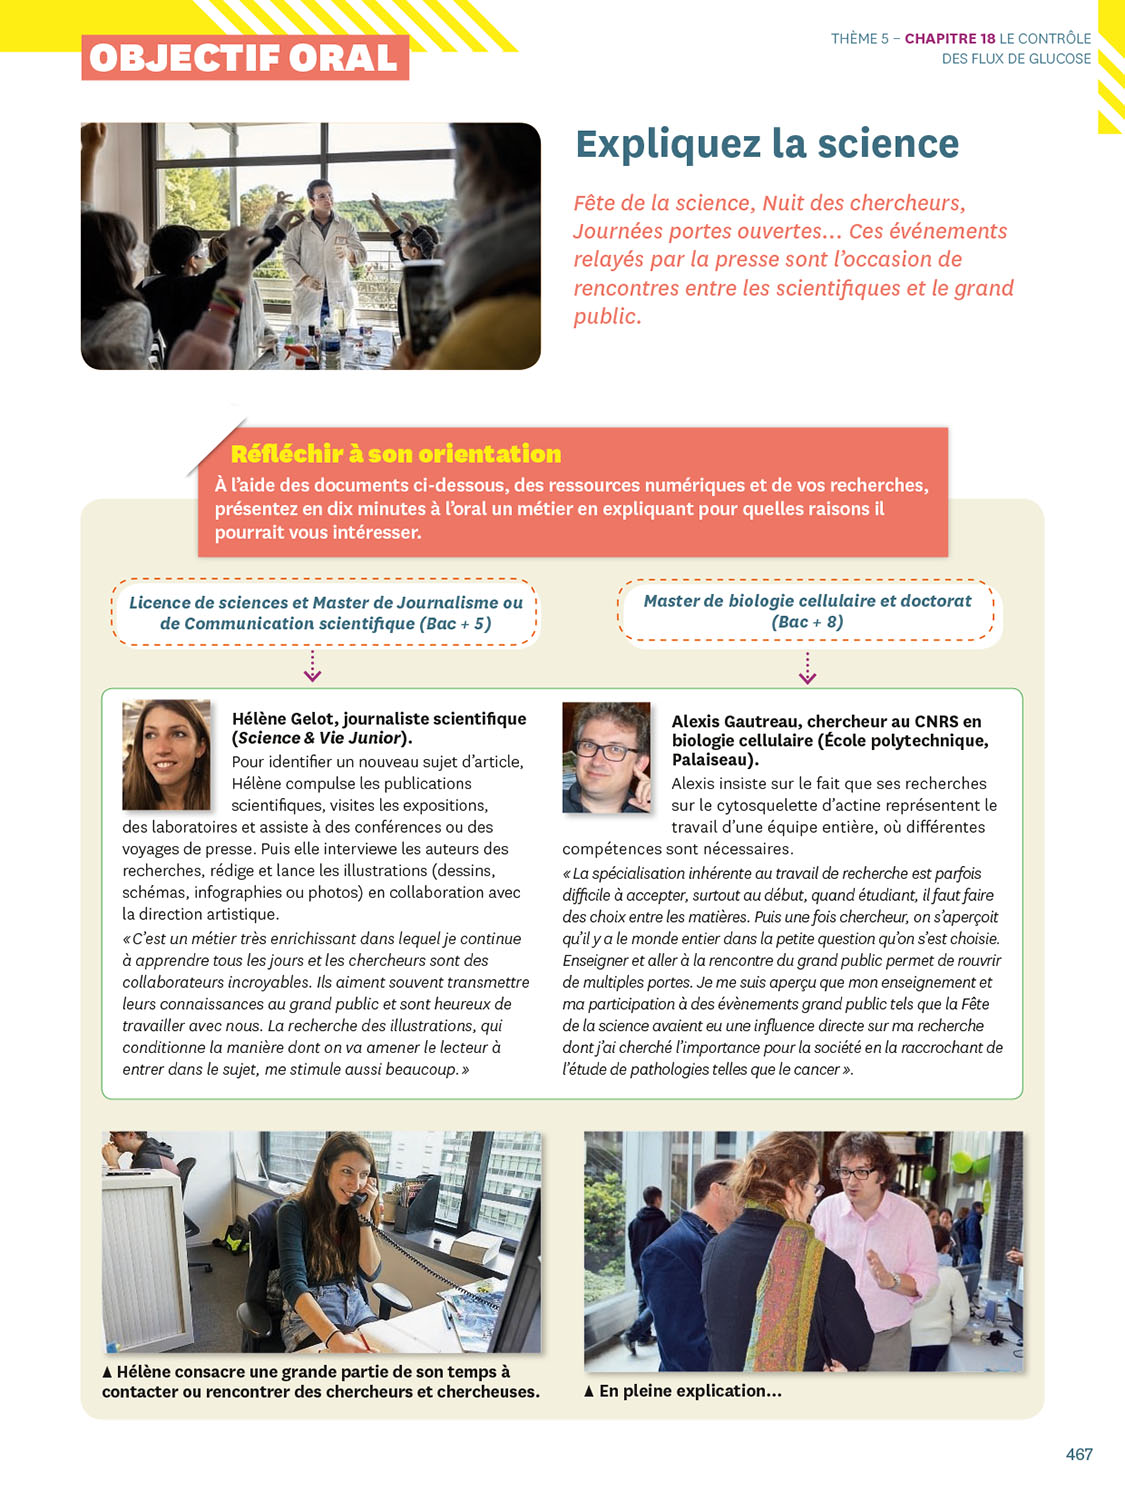 OBJECTIF ORAL
THÈME 5 – CHAPITRE 18 LE CONTRÔLE
DES FLUX DE GLUCOSE
Expliquez la science
Fête de la science, Nuit des chercheurs,
Journées portes ouvertes... Ces événements
relayés par la presse sont l'occasion de
rencontres entre les scientifiques et le grand
public.
Réfléchir à son orientation
À l'aide des documents ci-dessous, des ressources numériques et de vos recherches,
présentez en dix minutes à l'oral un métier en expliquant pour quelles raisons il
pourrait vous intéresser.
Licence de sciences et Master de Journalisme ou
de Communication scientifique (Bac + 5)
Hélène Gelot, journaliste scientifique
(Science & Vie Junior).
Pour identifier un nouveau sujet d'article,
Hélène compulse les publications
scientifiques, visites les expositions,
des laboratoires et assiste à des conférences ou des
voyages de presse. Puis elle interviewe les auteurs des
recherches, rédige et lance les illustrations (dessins,
schémas, infographies ou photos) en collaboration avec
la direction artistique.
« C'est un métier très enrichissant dans lequel je continue
à apprendre tous les jours et les chercheurs sont des
collaborateurs incroyables. Ils aiment souvent transmettre
leurs connaissances au grand public et sont heureux de
travailler avec nous. La recherche des illustrations, qui
conditionne la manière dont on va amener le lecteur à
entrer dans le sujet, me stimule aussi beaucoup. »
Master de biologie cellulaire et doctorat
(Bac + 8)
Alexis Gautreau, chercheur au CNRS en
biologie cellulaire (École polytechnique,
Palaiseau).
Alexis insiste sur le fait que ses recherches
sur le cytosquelette d'actine représentent le
travail d'une équipe entière, où différentes
compétences sont nécessaires.
« La spécialisation inhérente au travail de recherche est parfois
difficile à accepter, surtout au début, quand étudiant, il faut faire
des choix entre les matières. Puis une fois chercheur, on s'aperçoit
qu'il y a le monde entier dans la petite question qu'on s'est choisie.
Enseigner et aller à la rencontre du grand public permet de rouvrir
de multiples portes. Je me suis aperçu que mon enseignement et
ma participation à des évènements grand public tels que la Fête
de la science avaient eu une influence directe sur ma recherche
dont j'ai cherché l'importance pour la société en la raccrochant de
l'étude de pathologies telles que le cancer ».
▲ Hélène consacre une grande partie de son temps à
contacter ou rencontrer des chercheurs et chercheuses.
▲ En pleine explication...
467